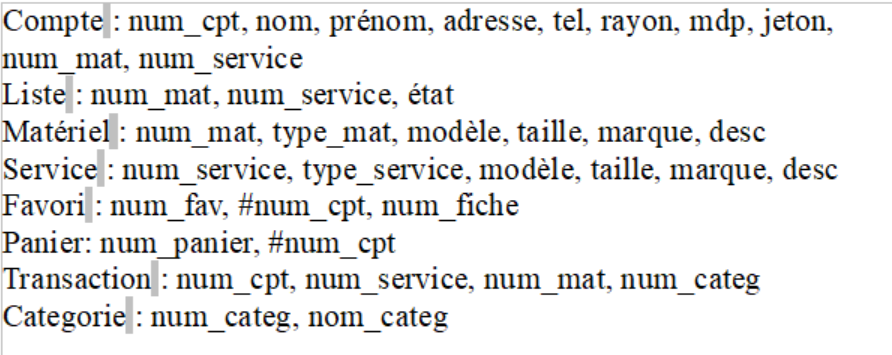 Compte : num_cpt, nom, prénom, adresse, tel, rayon, mdp, jeton,
num_mat, num_service
Liste : num_mat, num_service, état
Matériel : num_mat, type_mat, modèle, taille, marque, desc
Service : num_service, type_service, modèle, taille, marque, desc
Favori : num_fav, #num_cpt, num_fiche
Panier: num_panier, #num_cpt
Transaction : num_cpt, num_service, num_mat, num_categ
Categorie : num_categ, nom_categ